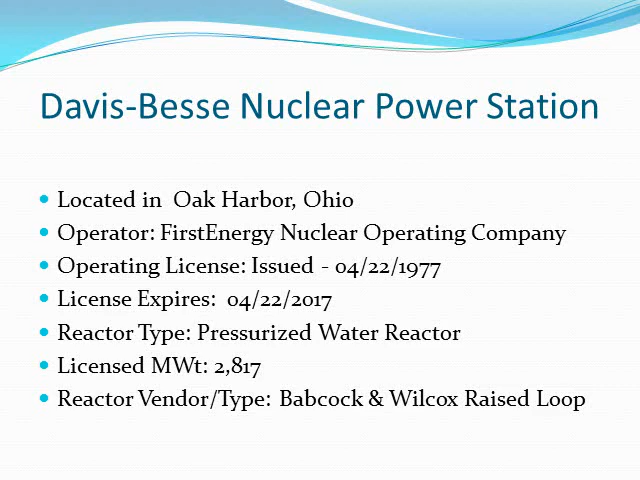 Davis-Besse Nuclear Power Station
• Located in  Oak Harbor, Ohio
• Operator: FirstEnergy Nuclear Operating Company
• Operating License: Issued - 04/22/1977
• License Expires:  04/22/2017
• Reactor Type: Pressurized Water Reactor
• Licensed MWt: 2,817
• Reactor Vendor/Type:  Babcock & Wilcox Raised Loop